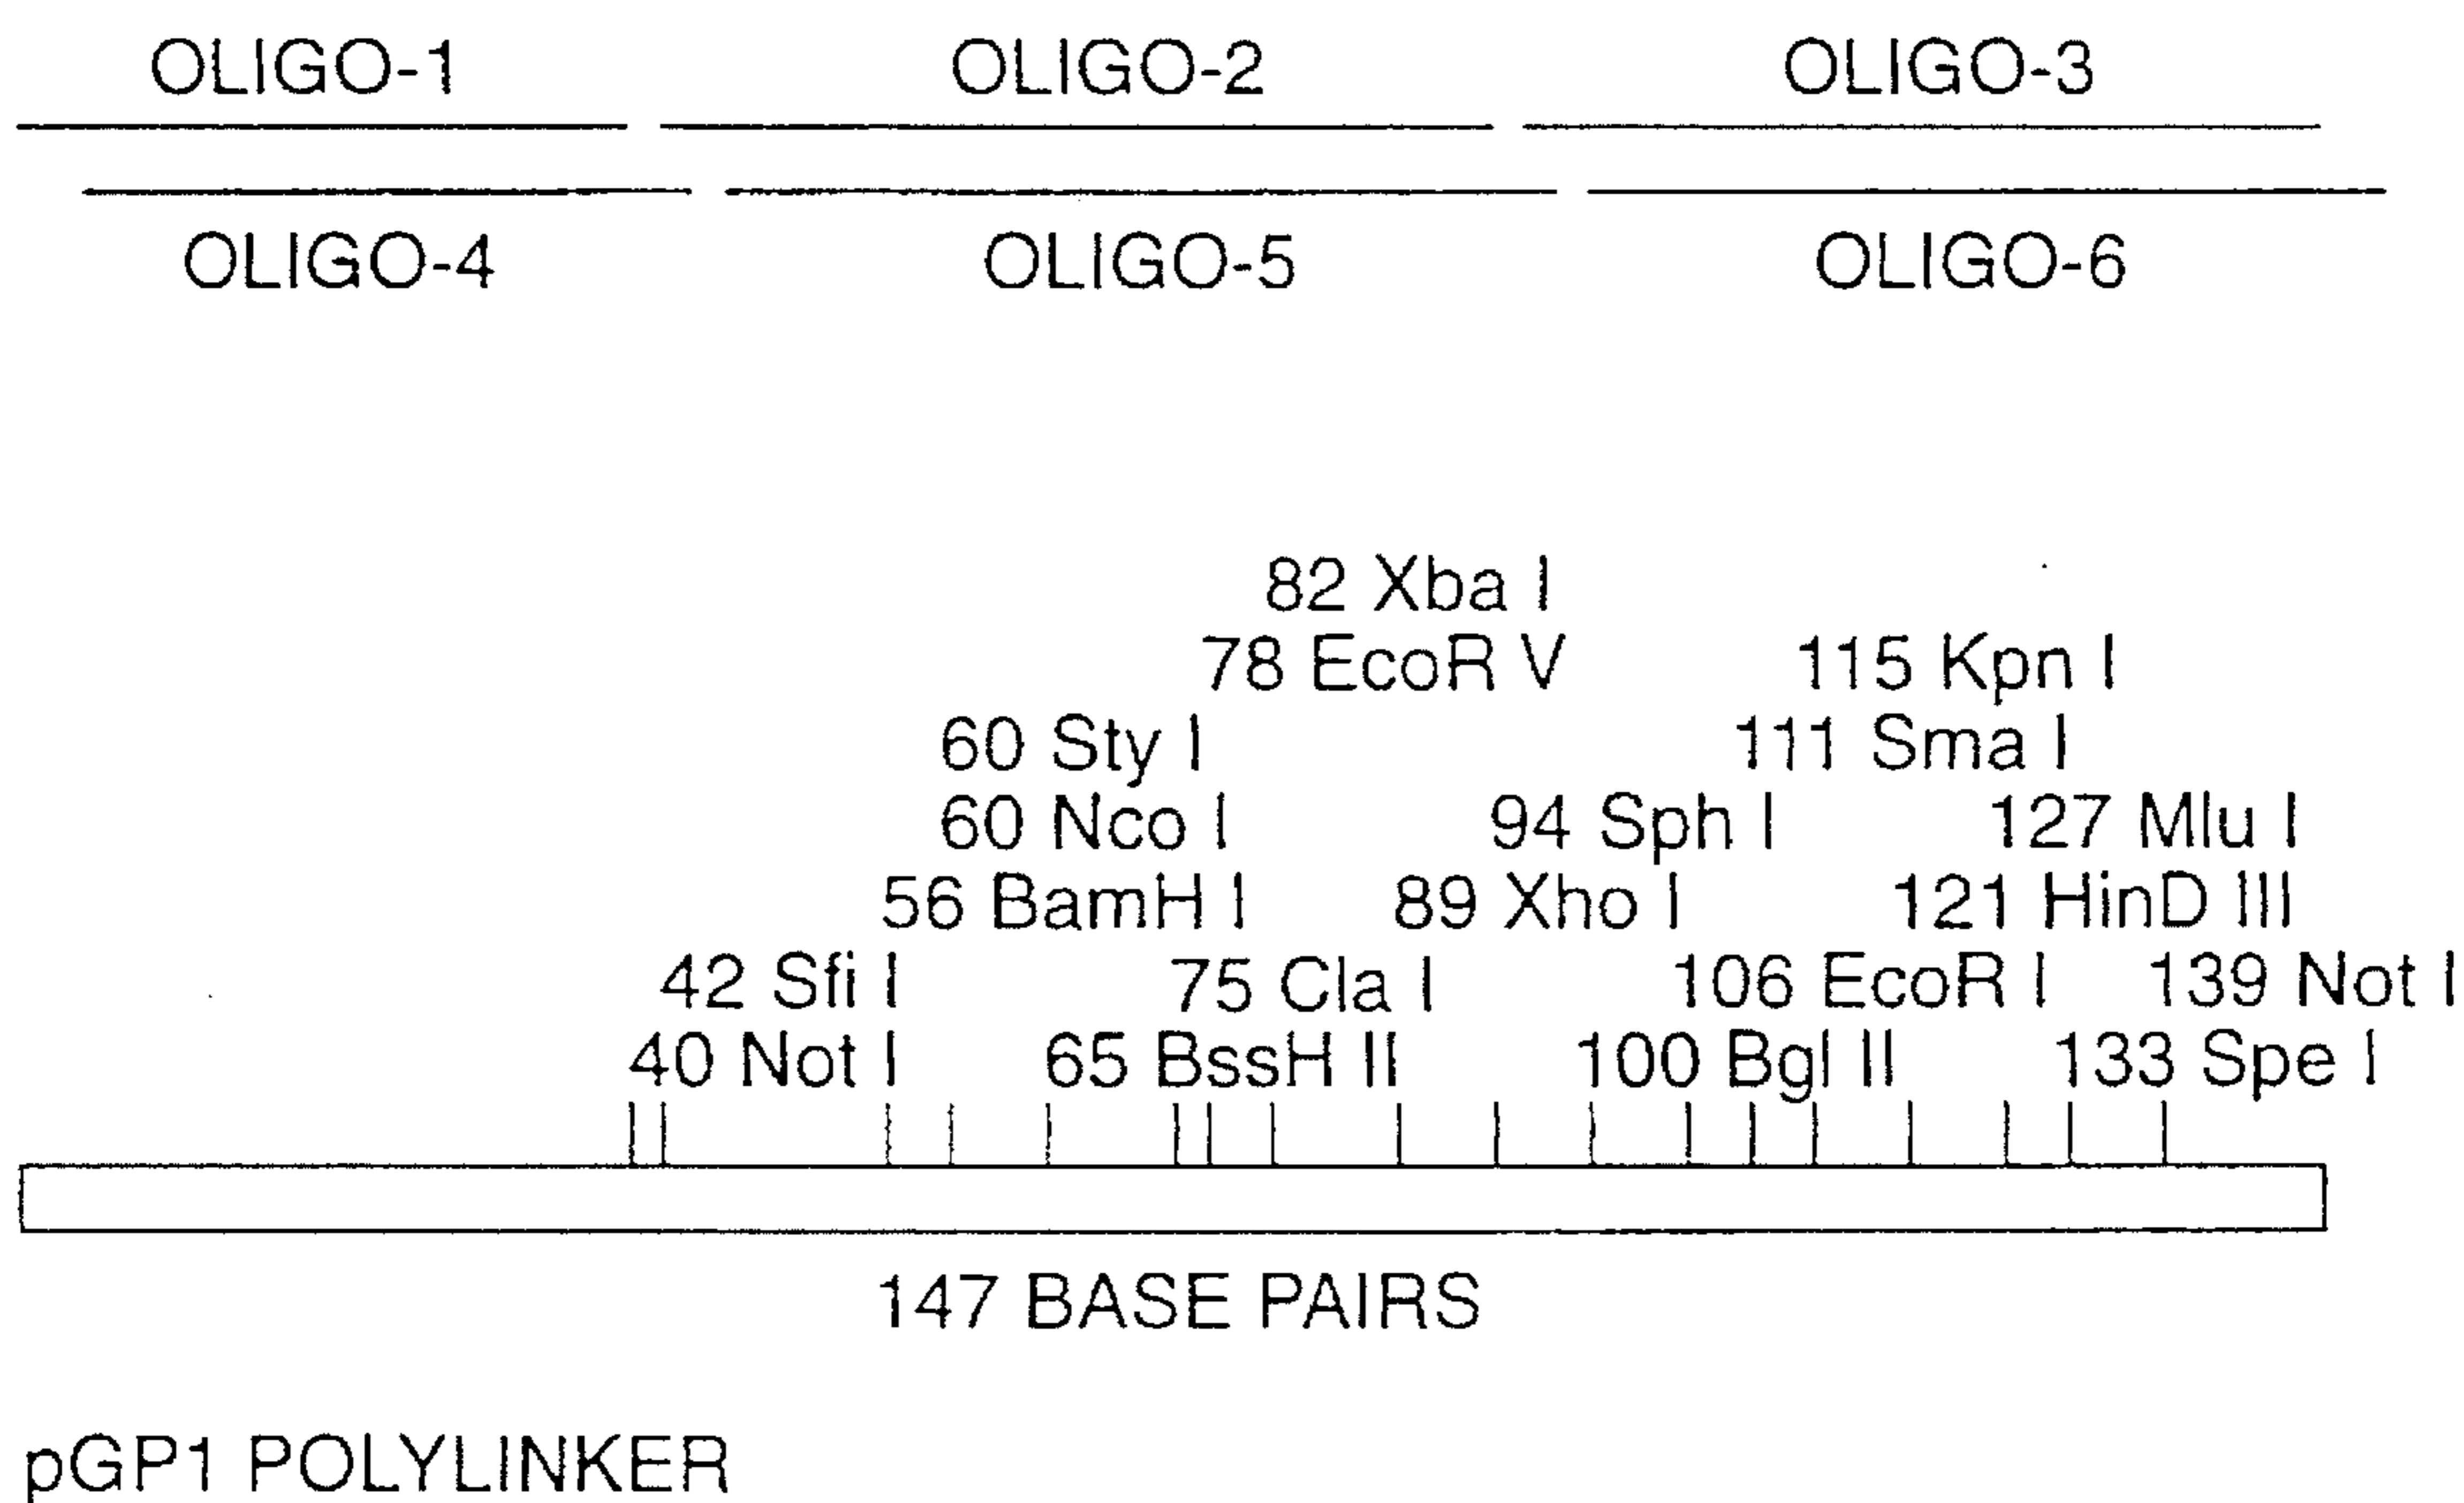 OLIGO-1 OLIGO-2 OLIGO-3
OLIGO-4 OLIGO-5 OLIGO-6
82 Xba I
78 EcoR V 115 Kpn I
60 Sty I 111 Sma I
60 Nco I 94 Sph I 127 Mlu I
56 BamH I 89 Xho I 121 HinD III
42 Sfi I 75 Cla I 106 EcoR I 139 Not I
40 Not I 65 BssH II 100 Bgl II 133 Spe I
147 BASE PAIRS
pGP1 POLYLINKER